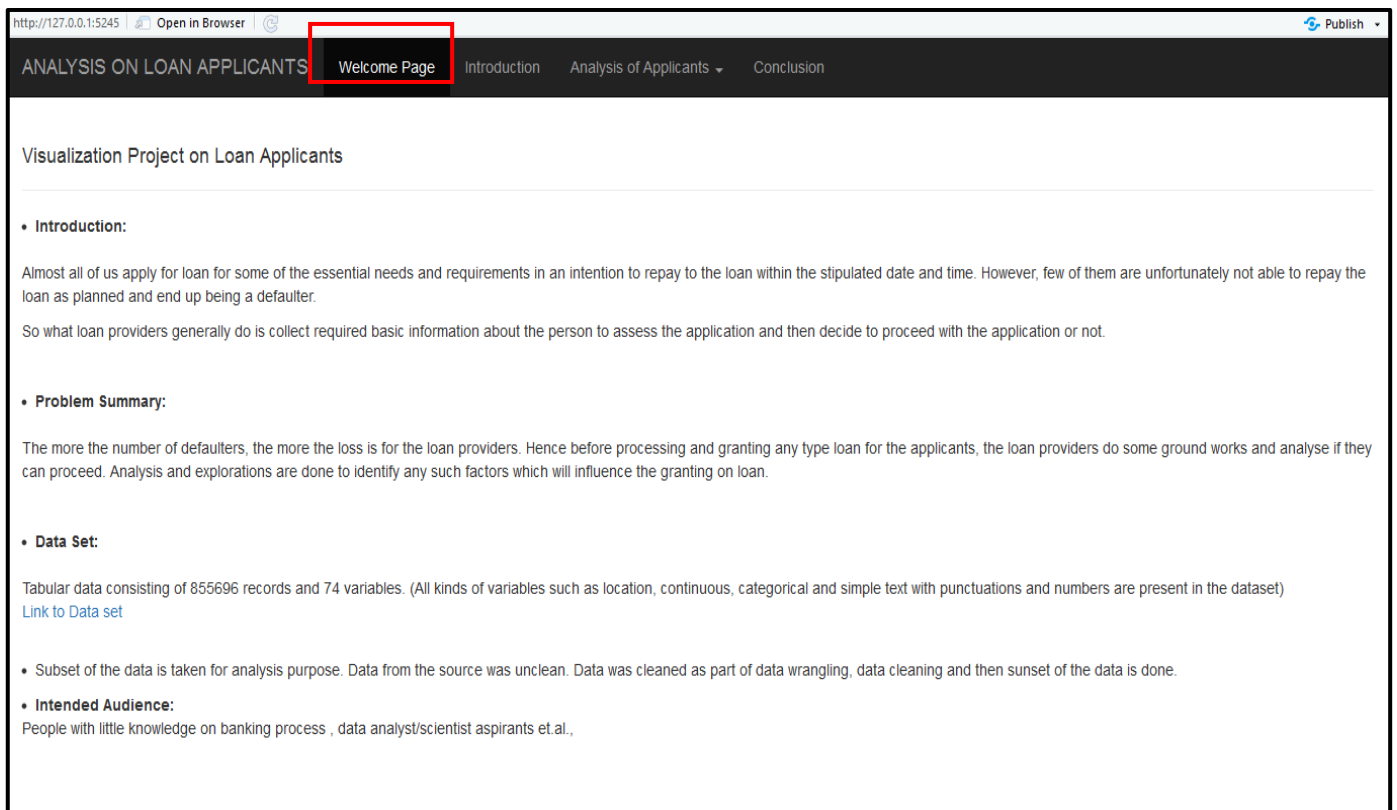 http://127.0.0.1:5245 Open in Browser Publish
ANALYSIS ON LOAN APPLICANTS Welcome Page Introduction Analysis of Applicants Conclusion
Visualization Project on Loan Applicants
• Introduction:
Almost all of us apply for loan for some of the essential needs and requirements in an intention to repay to the loan within the stipulated date and time. However, few of them are unfortunately not able to repay the
loan as planned and end up being a defaulter.
So what loan providers generally do is collect required basic information about the person to assess the application and then decide to proceed with the application or not.
• Problem Summary:
The more the number of defaulters, the more the loss is for the loan providers. Hence before processing and granting any type loan for the applicants, the loan providers do some ground works and analyse if they
can proceed. Analysis and explorations are done to identify any such factors which will influence the granting on loan.
• Data Set:
Tabular data consisting of 855696 records and 74 variables. (All kinds of variables such as location, continuous, categorical and simple text with punctuations and numbers are present in the dataset)
Link to Data set
• Subset of the data is taken for analysis purpose. Data from the source was unclean. Data was cleaned as part of data wrangling, data cleaning and then sunset of the data is done.
• Intended Audience:
People with little knowledge on banking process , data analyst/scientist aspirants et.al.,